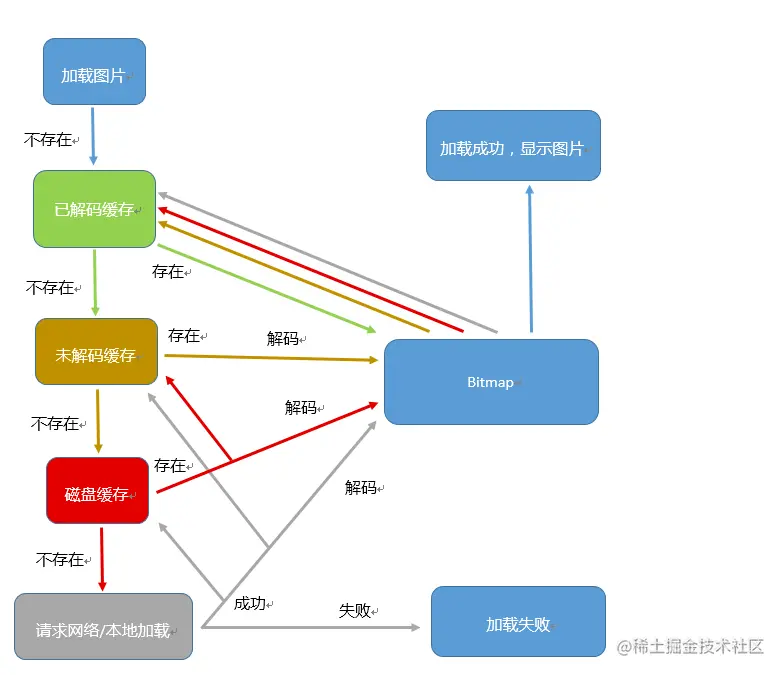 加载图片
不存在
加载成功，显示图片
已解码缓存
存在
不存在
存在
解码
未解码缓存
Bitmap
解码
不存在
存在
磁盘缓存
解码
不存在
成功
失败
请求网络/本地加载
加载失败
@稀土掘金技术社区